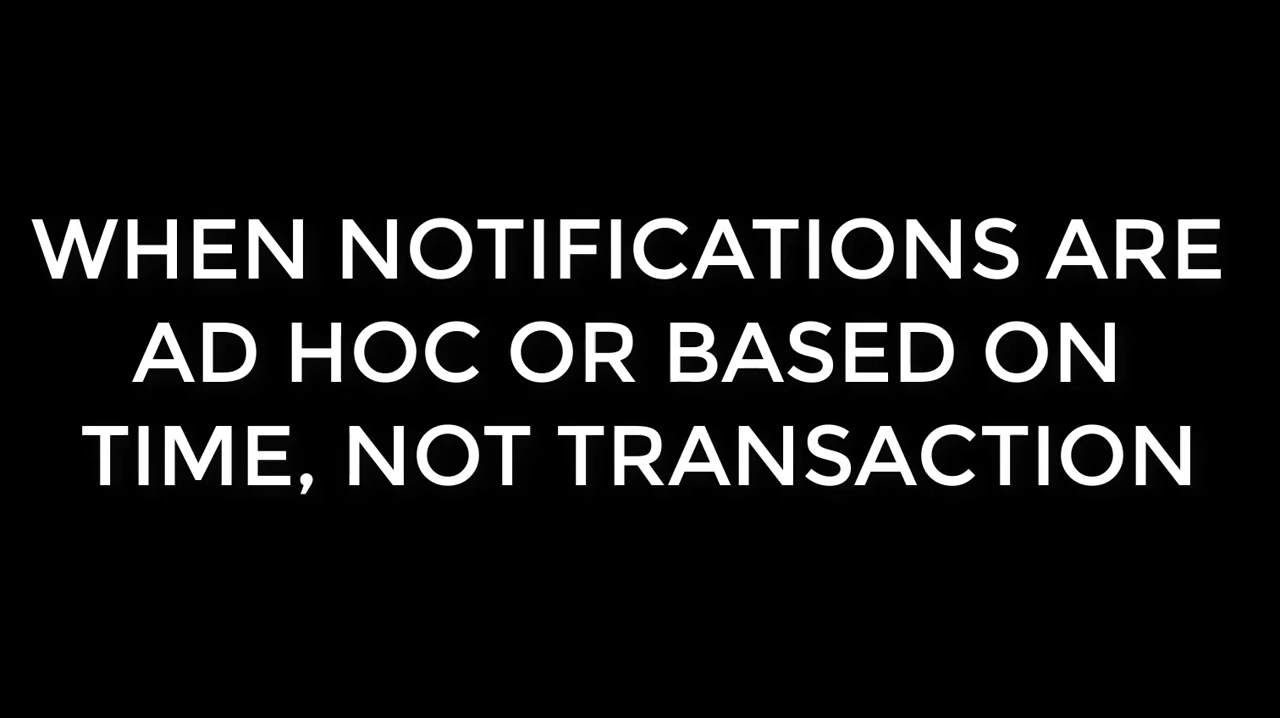 WHEN NOTIFICATIONS ARE
AD HOC OR BASED ON
TIME, NOT TRANSACTION